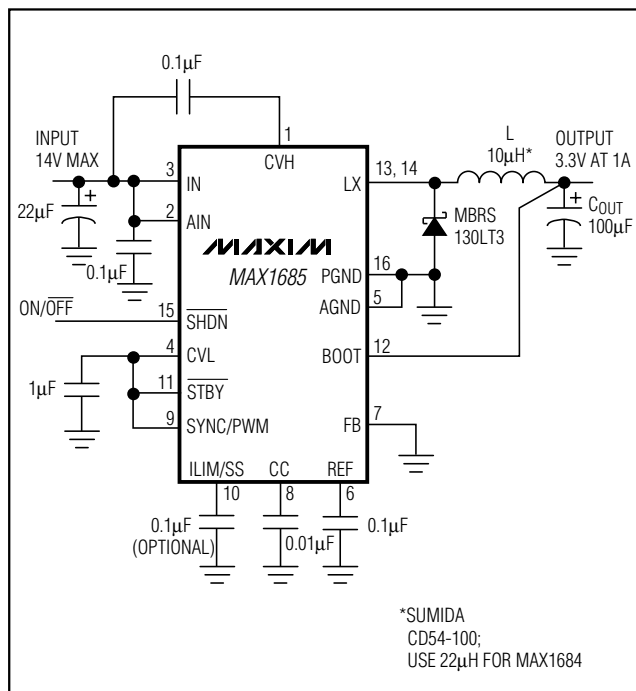 0.1µF
INPUT
14V MAX
1
CVH
L
10µH*
OUTPUT
3.3V AT 1A
3
IN
13, 14
LX
22µF
+
2
AIN
MAXIM
MAX1685
MBRS
130LT3
+
COUT
100µF
0.1µF
16
PGND
5
AGND
ON/OFF
15
SHDN
4
CVL
12
BOOT
1µF
11
STBY
9
SYNC/PWM
7
FB
ILIM/SS
CC
REF
10
8
6
0.1µF
(OPTIONAL)
0.01µF
0.1µF
*SUMIDA
CD54-100;
USE 22µH FOR MAX1684